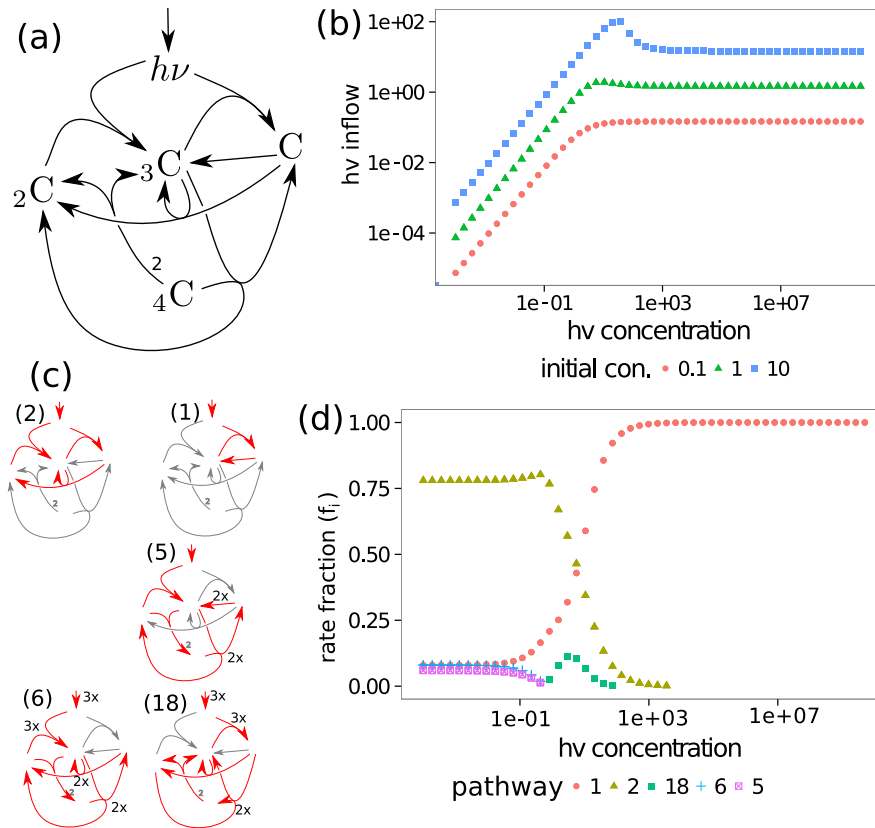 (a)
hν
C
3C
2C
2
4C
(b)
hv inflow
1e+02
1e+00
1e-02
1e-04
1e-01 1e+03 1e+07
hv concentration
initial con. 0.1 1 10
(c)
(2) (1)
2
2
(5)
2x
2
2x
(6) 3x (18) 3x
3x 3x
2x
2 2
2x 2x
(d)
rate fraction (fi)
1.00
0.75
0.50
0.25
0.00
1e-01 1e+03 1e+07
hv concentration
pathway 1 2 18 6 5